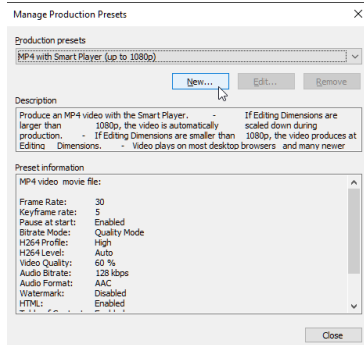 Manage Production Presets
Production presets
MP4 with Smart Player (up to 1080p)
New... Edit... Remove
Description
Produce an MP4 video with the Smart Player. - If Editing Dimensions are
larger than 1080p, the video is automatically scaled down during
production. - If Editing Dimensions are smaller than 1080p, the video produces at
Editing Dimensions. - Video plays on most desktop browsers and many newer
Preset information
MP4 video movie file:
Frame Rate: 30
Keyframe rate: 5
Pause at start: Enabled
Bitrate Mode: Quality Mode
H264 Profile: High
H264 Level: Auto
Video Quality: 60 %
Audio Bitrate: 128 kbps
Audio Format: AAC
Watermark: Disabled
HTML: Enabled
Close